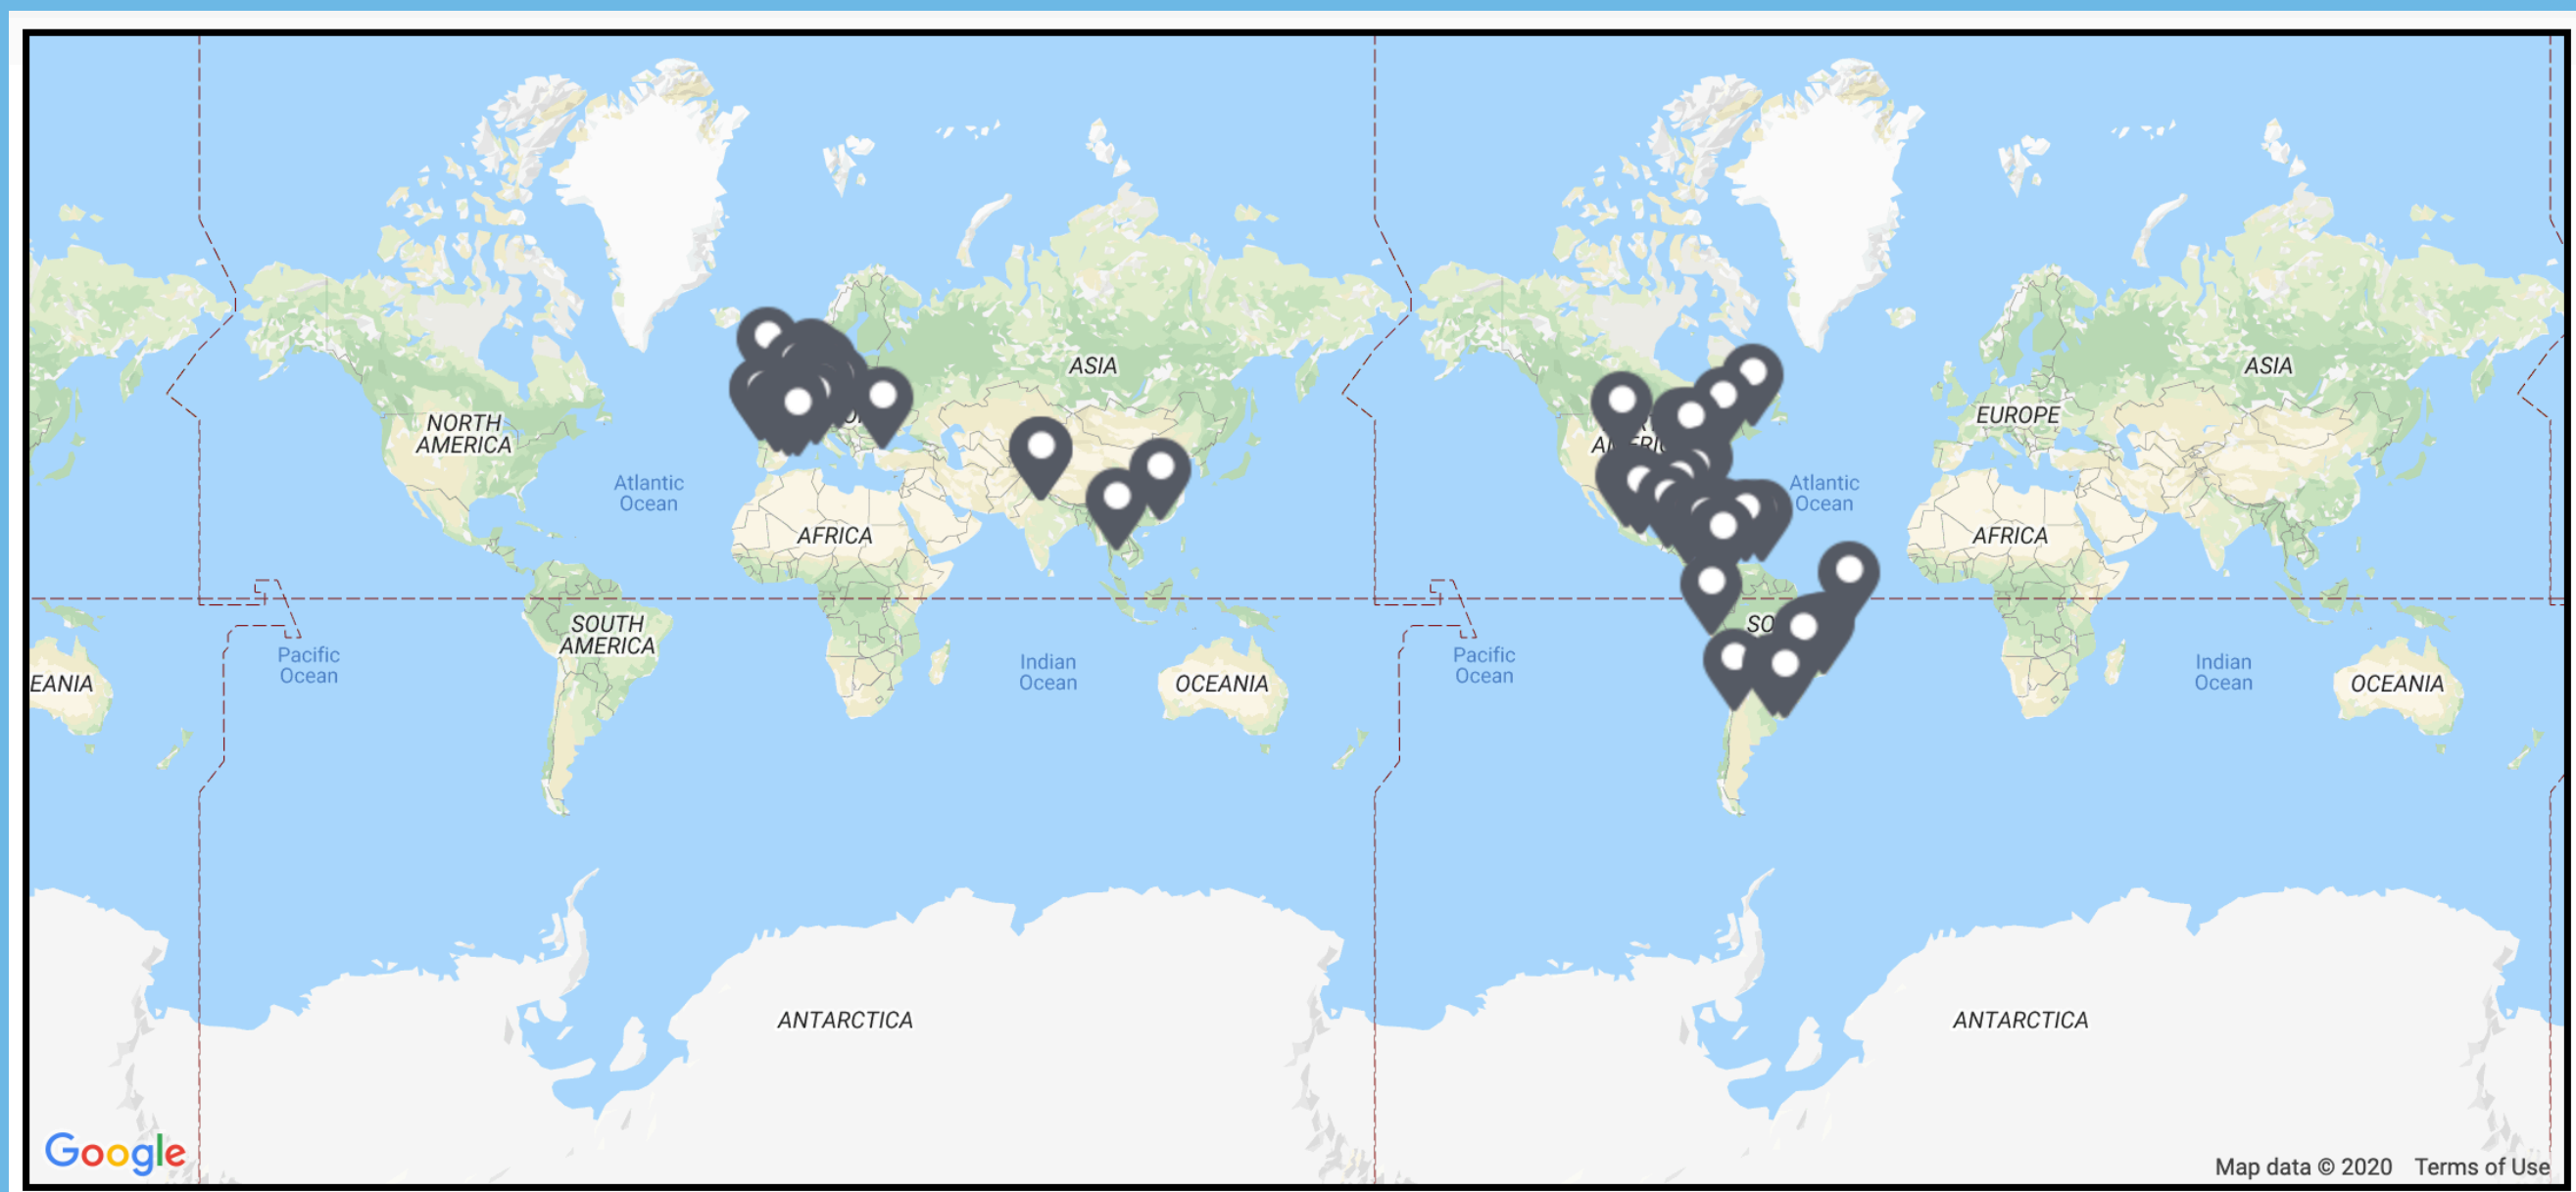 ASIA
ASIA
NORTH
AMERICA
EUROPE
Atlantic
Ocean
Atlantic
Ocean
AFRICA
AFRICA
SOUTH
AMERICA
Pacific
Ocean
Indian
Ocean
EANIA
OCEANIA
Pacific
Ocean
Indian
Ocean
OCEANIA
ANTARCTICA
ANTARCTICA
Google
Map data © 2020 Terms of Use